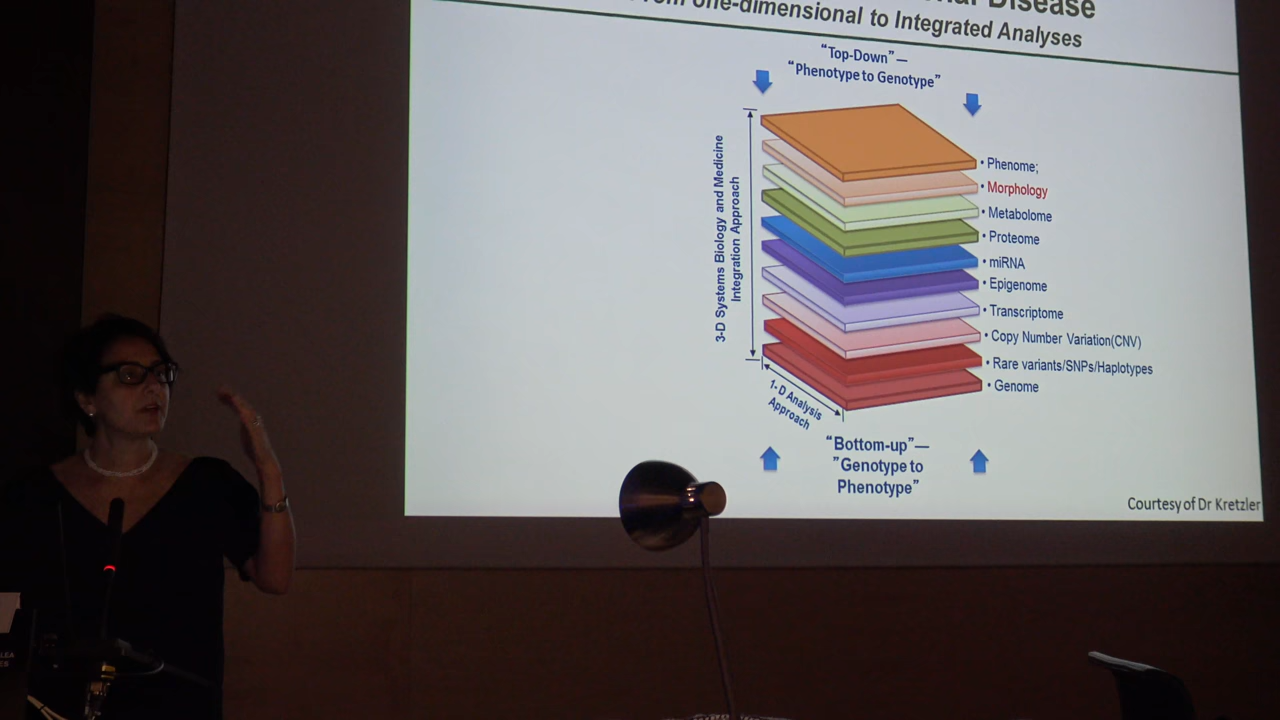 Disease
from one-dimensional to Integrated Analyses
“Top-Down”—
“Phenotype to Genotype”
3-D Systems Biology and Medicine
Integration Approach
• Phenome;
• Morphology
• Metabolome
• Proteome
• miRNA
• Epigenome
• Transcriptome
• Copy Number Variation(CNV)
• Rare variants/SNPs/Haplotypes
• Genome
1- D Analysis
Approach
“Bottom-up”—
”Genotype to
Phenotype”
Courtesy of Dr Kretzler